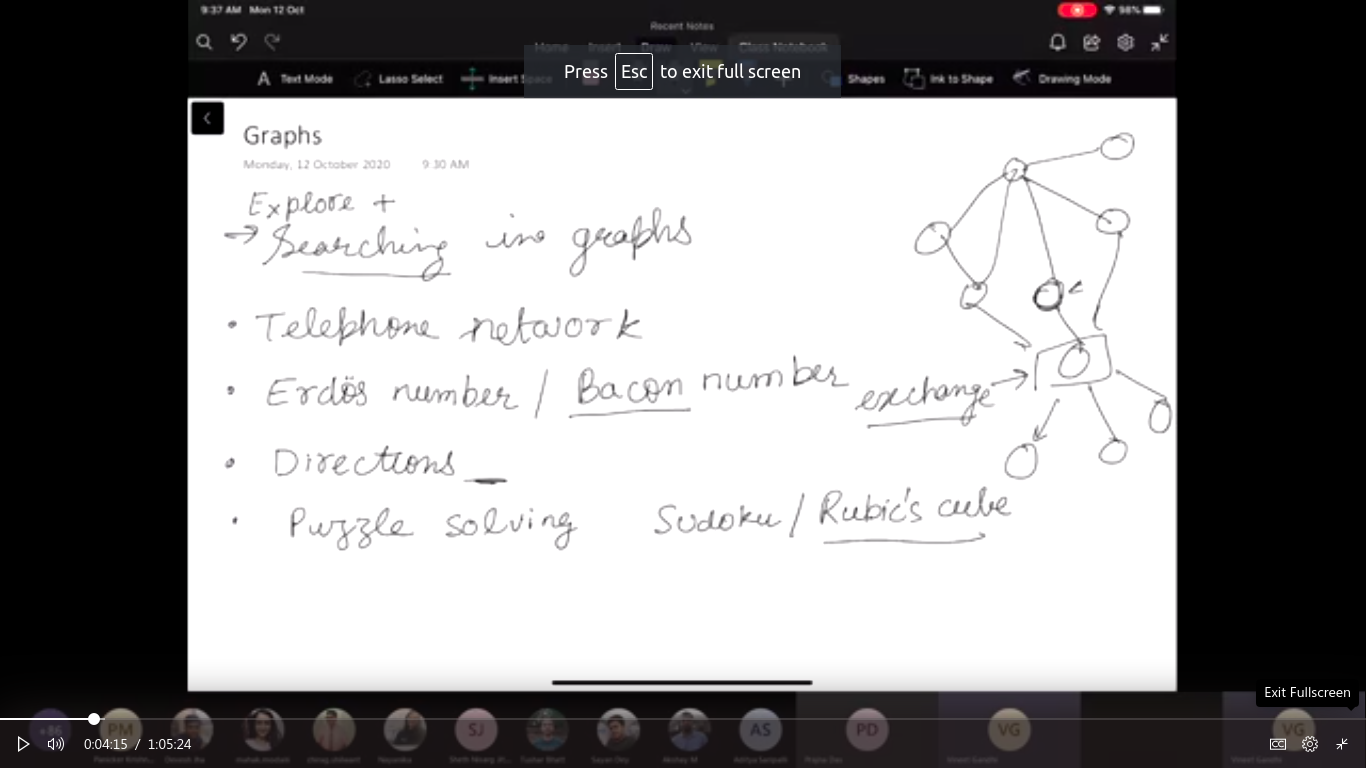 9:37 AM Mon 12 Oct
98%
Recent Notes
Home Insert Draw View Class Notebook
Press Esc to exit full screen
Text Mode Lasso Select Insert Shapes Ink to Shape Drawing Mode
Graphs
Monday, 12 October 2020 9:30 AM
Explore +
→ Searching in graphs
• Telephone network
• Erdös number / Bacon number
exchange →
• Directions _
• Puzzle solving Sudoku / Rubic's cube
Exit Fullscreen
PM SJ AS PD VG VG
0:04:15 / 1:05:24
CC